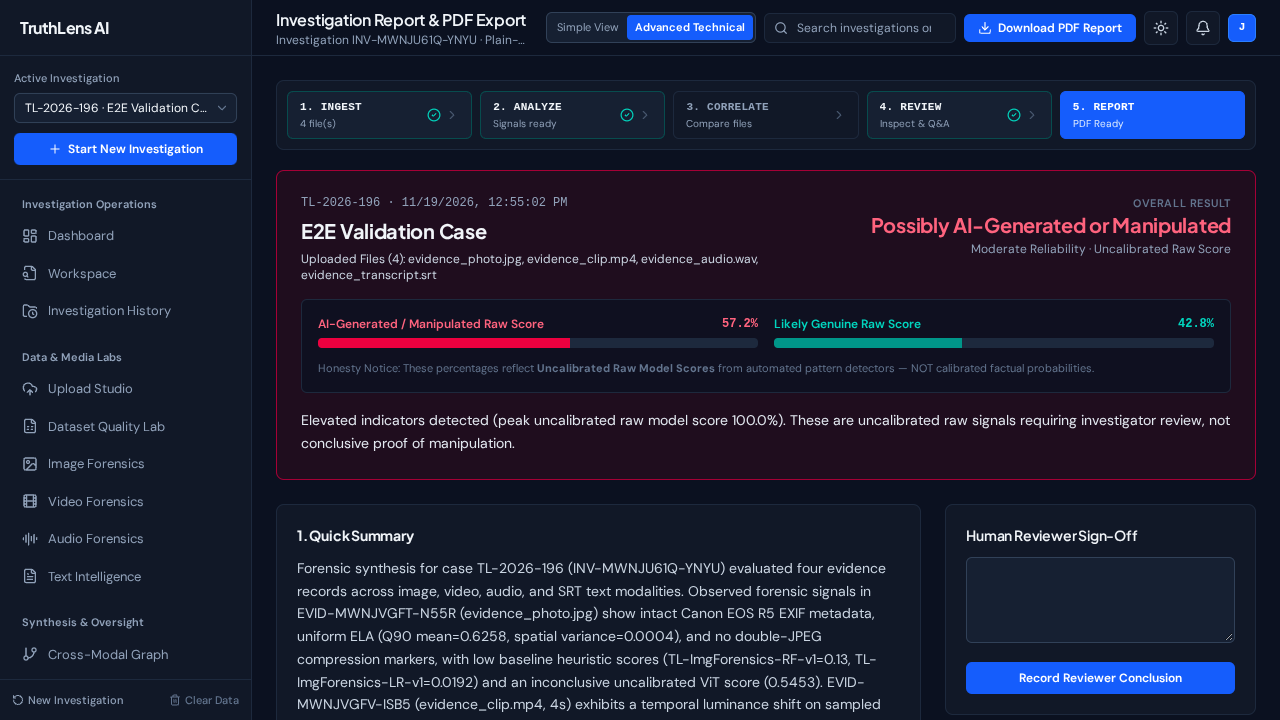 TruthLens AI
Active Investigation
TL-2026-196 · E2E Validation C...
Start New Investigation
Investigation Operations
Dashboard
Workspace
Investigation History
Data & Media Labs
Upload Studio
Dataset Quality Lab
Image Forensics
Video Forensics
Audio Forensics
Text Intelligence
Synthesis & Oversight
Cross-Modal Graph
New Investigation
Clear Data
Investigation Report & PDF Export
Investigation INV-MWNJU61Q-YNYU · Plain-...
Simple View
Advanced Technical
Search investigations or
Download PDF Report
J
1. INGEST
4 file(s)
2. ANALYZE
Signals ready
3. CORRELATE
Compare files
4. REVIEW
Inspect & Q&A
5. REPORT
PDF Ready
TL-2026-196 · 11/19/2026, 12:55:02 PM
E2E Validation Case
Uploaded Files (4): evidence_photo.jpg, evidence_clip.mp4, evidence_audio.wav,
evidence_transcript.srt
OVERALL RESULT
Possibly AI-Generated or Manipulated
Moderate Reliability · Uncalibrated Raw Score
AI-Generated / Manipulated Raw Score
57.2%
Likely Genuine Raw Score
42.8%
Honesty Notice: These percentages reflect Uncalibrated Raw Model Scores from automated pattern detectors — NOT calibrated factual probabilities.
Elevated indicators detected (peak uncalibrated raw model score 100.0%). These are uncalibrated raw signals requiring investigator review, not
conclusive proof of manipulation.
1. Quick Summary
Forensic synthesis for case TL-2026-196 (INV-MWNJU61Q-YNYU) evaluated four evidence
records across image, video, audio, and SRT text modalities. Observed forensic signals in
EVID-MWNJVGFT-N55R (evidence_photo.jpg) show intact Canon EOS R5 EXIF metadata,
uniform ELA (Q90 mean=0.6258, spatial variance=0.0004), and no double-JPEG
compression markers, with low baseline heuristic scores (TL-ImgForensics-RF-v1=0.13, TL-
ImgForensics-LR-v1=0.0192) and an inconclusive uncalibrated ViT score (0.5453). EVID-
MWNJVGFV-ISB5 (evidence_clip.mp4, 4s) exhibits a temporal luminance shift on sampled
Human Reviewer Sign-Off
Record Reviewer Conclusion